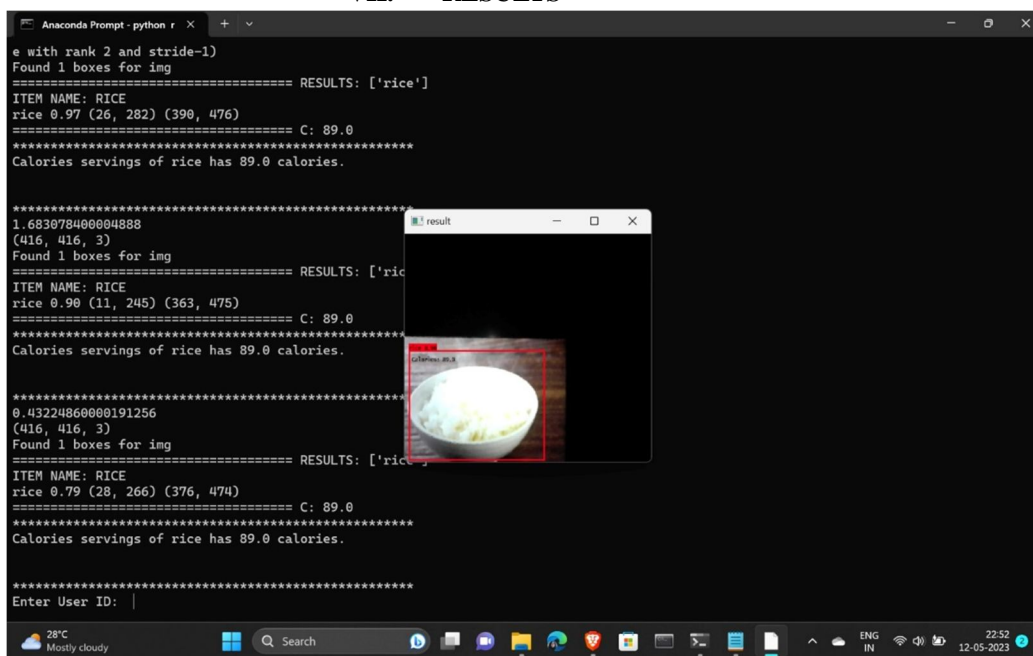 Anaconda Prompt - python r
e with rank 2 and stride-1)
Found 1 boxes for img
===================================== RESULTS: ['rice']
ITEM NAME: RICE
rice 0.97 (26, 282) (390, 476)
===================================== C: 89.0
*****************************************************
Calories servings of rice has 89.0 calories.
*****************************************************
1.683078400004888
(416, 416, 3)
Found 1 boxes for img
===================================== RESULTS: ['ric
ITEM NAME: RICE
rice 0.90 (11, 245) (363, 475)
===================================== C: 89.0
*****************************************************
Calories servings of rice has 89.0 calories.
*****************************************************
0.43224860000191256
(416, 416, 3)
Found 1 boxes for img
===================================== RESULTS: ['rice']
ITEM NAME: RICE
rice 0.79 (28, 266) (376, 474)
===================================== C: 89.0
*****************************************************
Calories servings of rice has 89.0 calories.
*****************************************************
Enter User ID:
result
Calories: 89.0
28°C
Mostly cloudy
Search
ENG
IN
22:52
12-05-2023
2